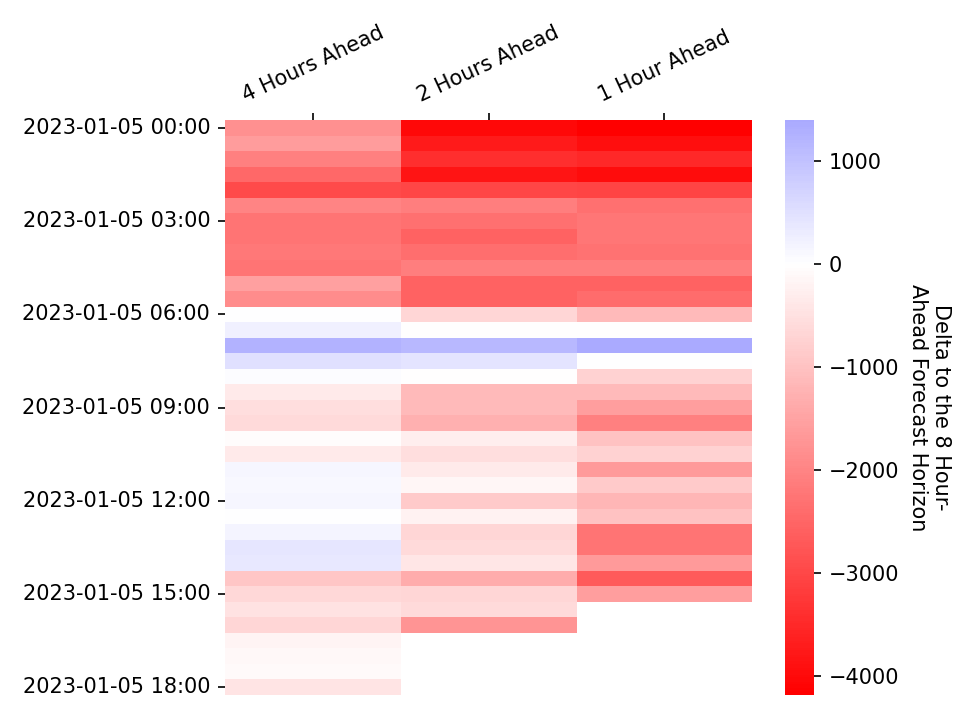 4 Hours Ahead
2 Hours Ahead
1 Hour Ahead
2023-01-05 00:00
2023-01-05 03:00
2023-01-05 06:00
2023-01-05 09:00
2023-01-05 12:00
2023-01-05 15:00
2023-01-05 18:00
1000
0
−1000
−2000
−3000
−4000
Delta to the 8 Hour-
Ahead Forecast Horizon